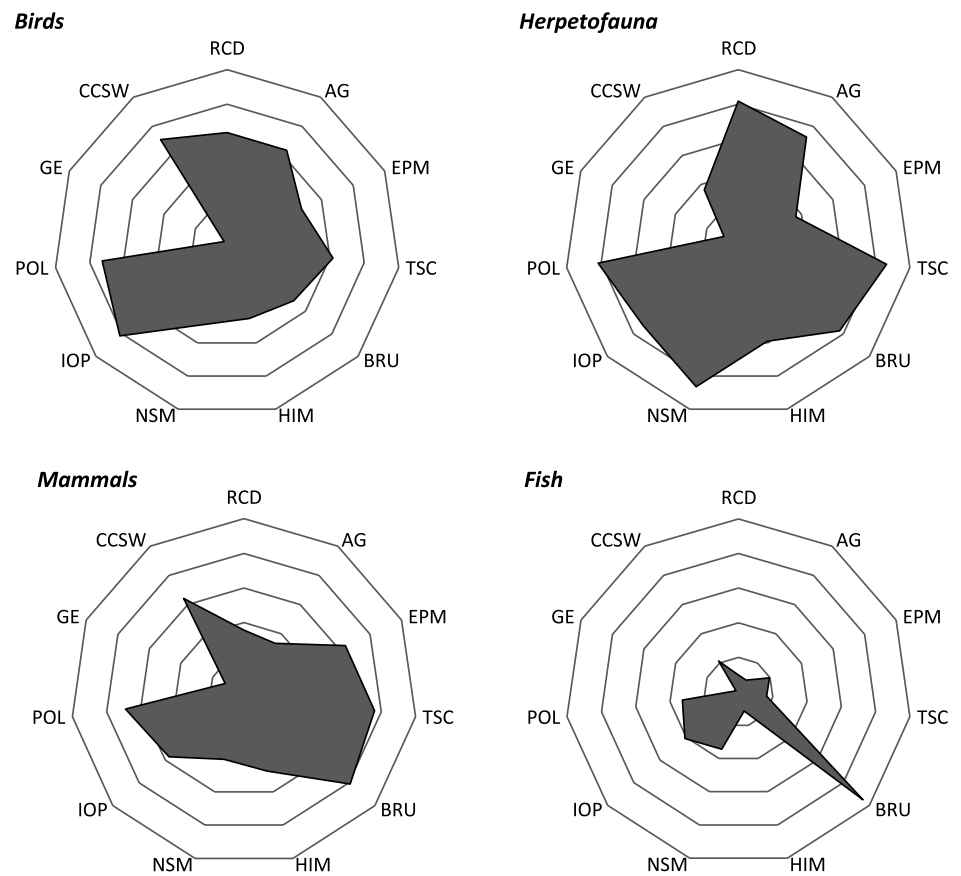 Birds
RCD
AG
EPM
TSC
BRU
HIM
NSM
IOP
POL
GE
CCSW
Herpetofauna
RCD
AG
EPM
TSC
BRU
HIM
NSM
IOP
POL
GE
CCSW
Mammals
RCD
AG
EPM
TSC
BRU
HIM
NSM
IOP
POL
GE
CCSW
Fish
RCD
AG
EPM
TSC
BRU
HIM
NSM
IOP
POL
GE
CCSW